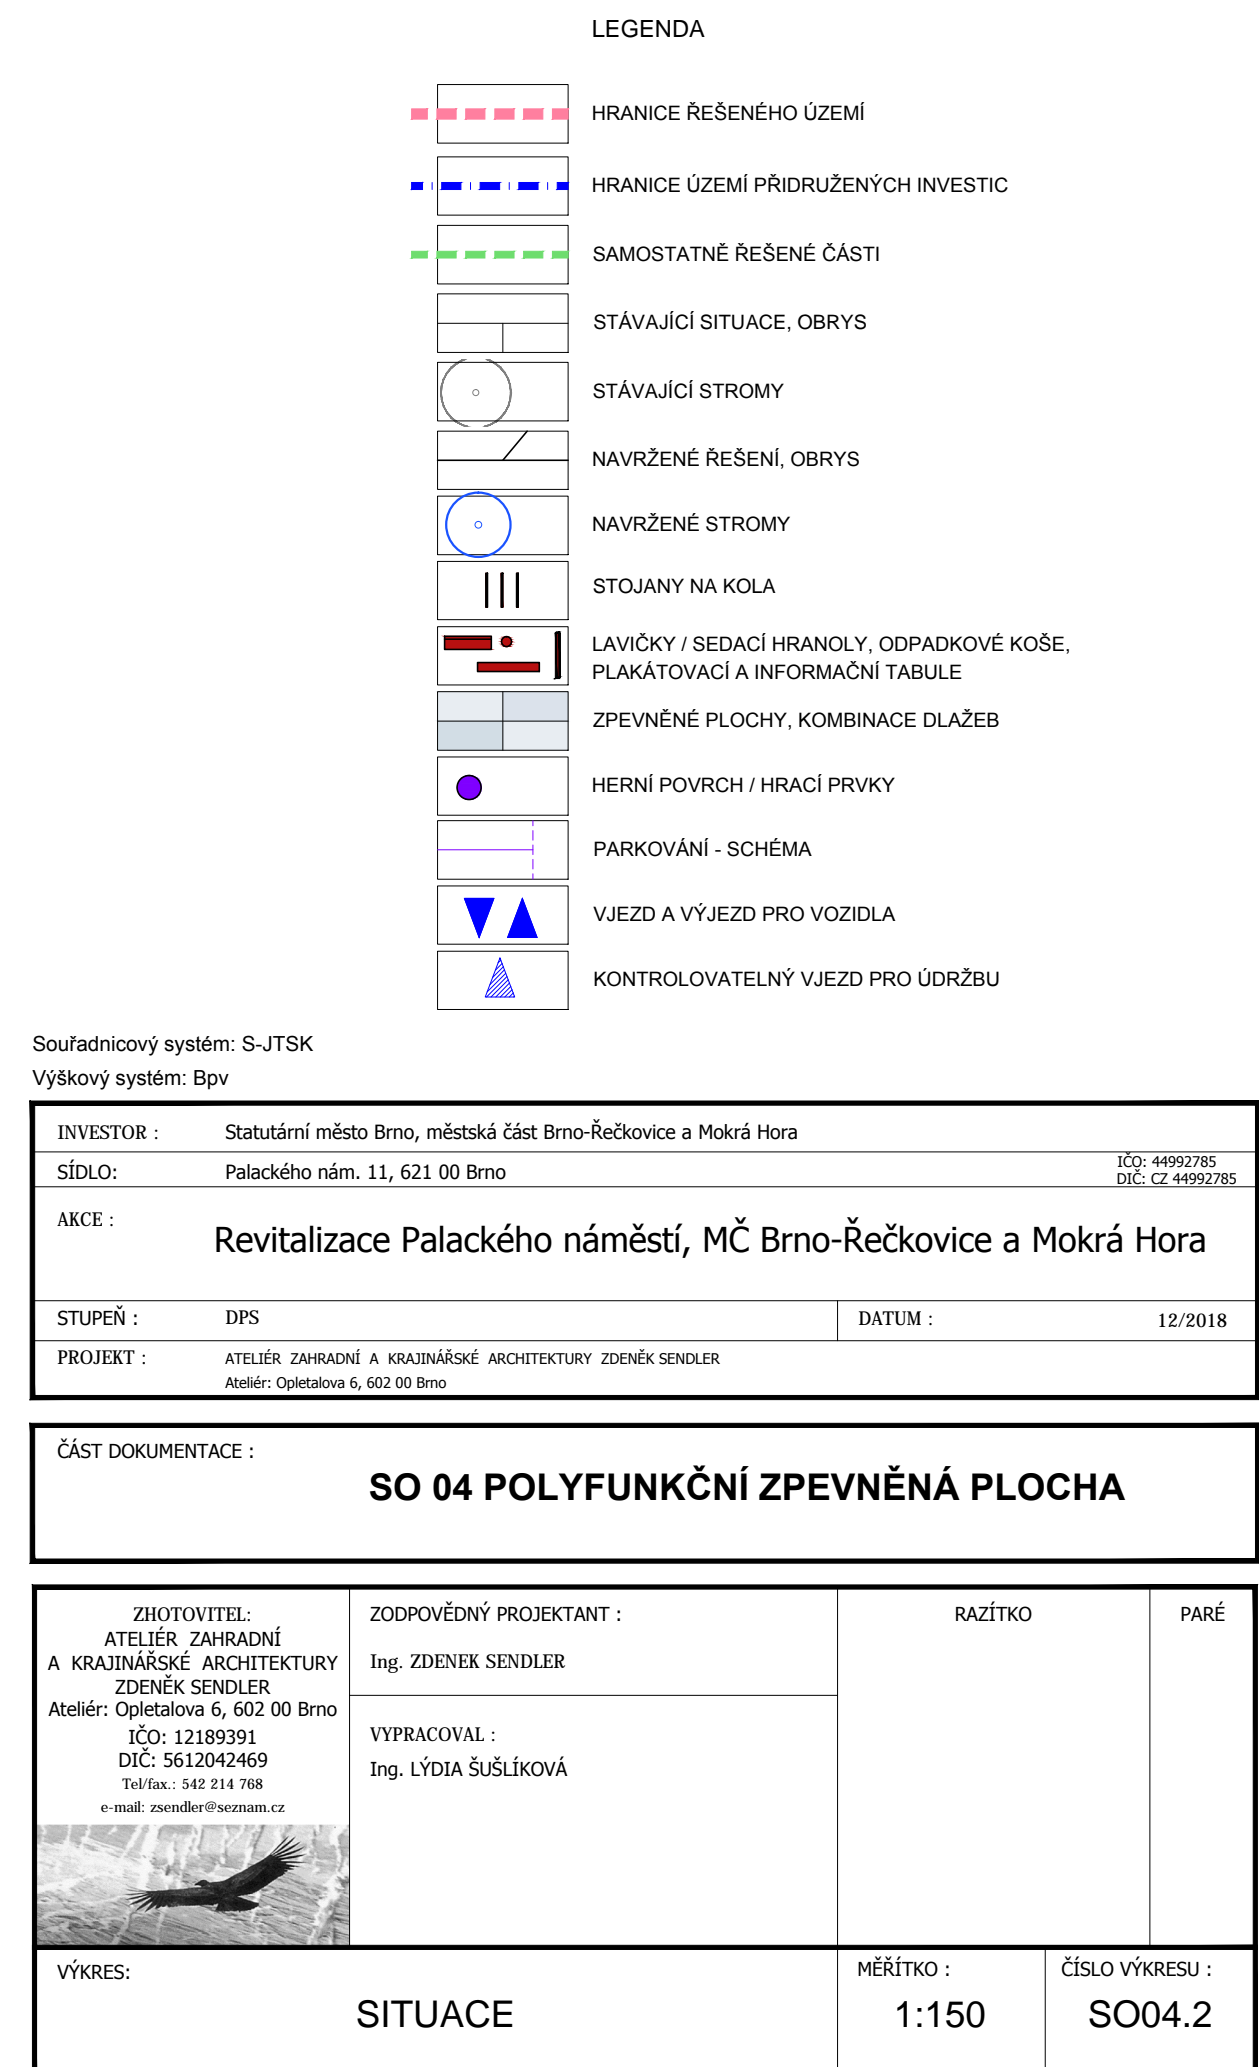 LEGENDA
HRANICE ŘEŠENÉHO ÚZEMÍ
HRANICE ÚZEMÍ PŘIDRUŽENÝCH INVESTIC
SAMOSTATNĚ ŘEŠENÉ ČÁSTI
STÁVAJÍCÍ SITUACE, OBRYS
STÁVAJÍCÍ STROMY
NAVRŽENÉ ŘEŠENÍ, OBRYS
NAVRŽENÉ STROMY
STOJANY NA KOLA
LAVIČKY / SEDACÍ HRANOLY, ODPADKOVÉ KOŠE,
PLAKÁTOVACÍ A INFORMAČNÍ TABULE
ZPEVNĚNÉ PLOCHY, KOMBINACE DLAŽEB
HERNÍ POVRCH / HRACÍ PRVKY
PARKOVÁNÍ - SCHÉMA
VJEZD A VÝJEZD PRO VOZIDLA
KONTROLOVATELNÝ VJEZD PRO ÚDRŽBU
Souřadnicový systém: S-JTSK
Výškový systém: Bpv
INVESTOR : Statutární město Brno, městská část Brno-Řečkovice a Mokrá Hora
SÍDLO: Palackého nám. 11, 621 00 Brno
IČO: 44992785
DIČ: CZ 44992785
AKCE : Revitalizace Palackého náměstí, MČ Brno-Řečkovice a Mokrá Hora
STUPEŇ : DPS DATUM : 12/2018
PROJEKT : ATELIÉR ZAHRADNÍ A KRAJINÁŘSKÉ ARCHITEKTURY ZDENĚK SENDLER
Ateliér: Opletalova 6, 602 00 Brno
ČÁST DOKUMENTACE :
SO 04 POLYFUNKČNÍ ZPEVNĚNÁ PLOCHA
ZHOTOVITEL:
ATELIÉR ZAHRADNÍ
A KRAJINÁŘSKÉ ARCHITEKTURY
ZDENĚK SENDLER
Ateliér: Opletalova 6, 602 00 Brno
IČO: 12189391
DIČ: 5612042469
Tel/fax.: 542 214 768
e-mail: zsendler@seznam.cz
ZODPOVĚDNÝ PROJEKTANT :
Ing. ZDENEK SENDLER
VYPRACOVAL :
Ing. LÝDIA ŠUŠLÍKOVÁ
RAZÍTKO
PARÉ
VÝKRES:
SITUACE
MĚŘÍTKO :
1:150
ČÍSLO VÝKRESU :
SO04.2